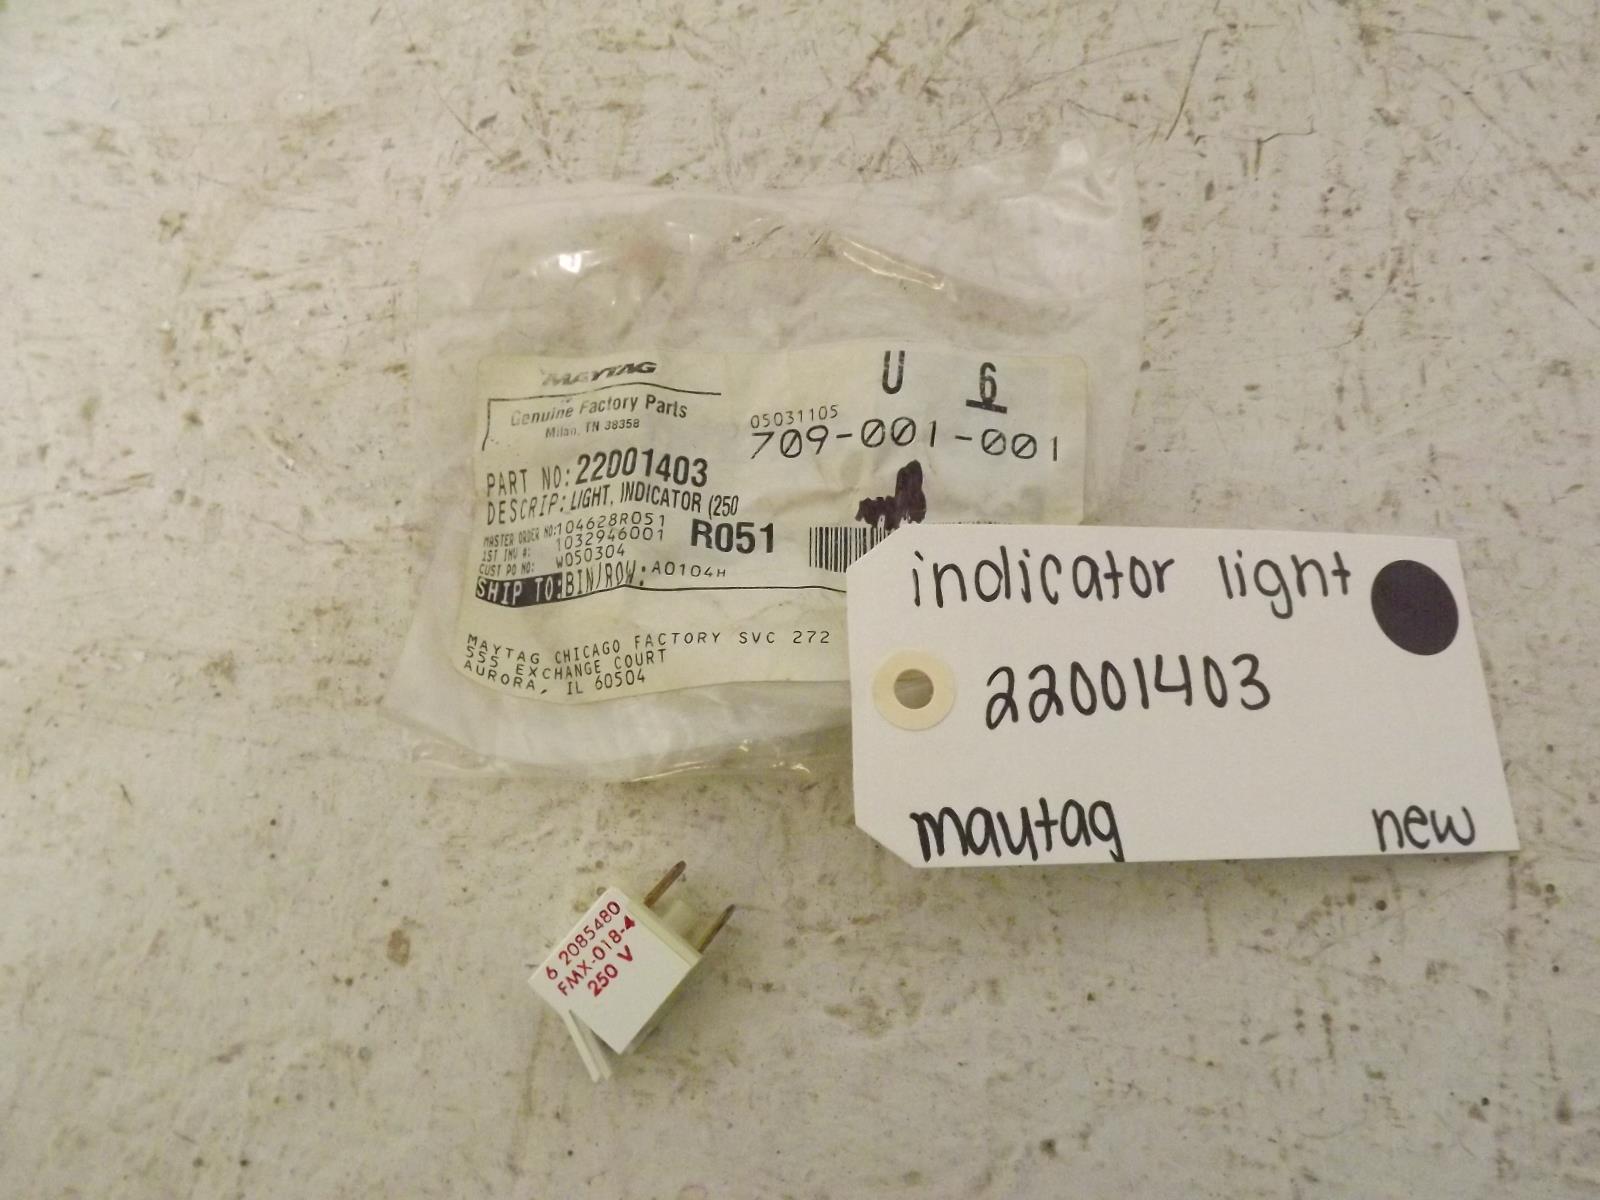 MAYTAG
Genuine Factory Parts
Milan, TN 38358
U 6
05031105
709-001-001
PART NO: 22001403
DESCRIP: LIGHT, INDICATOR (250
MASTER ORDER NO: 104628R051
1ST INV #: 1032946001
CUST PO NO: W050304
R051
SHIP TO: BIN/ROW: A0104H
MAYTAG CHICAGO FACTORY SVC 272
555 EXCHANGE COURT
AURORA, IL 60504
indicator light
22001403
maytag new
6 2085480
FMX-018-4
250 V